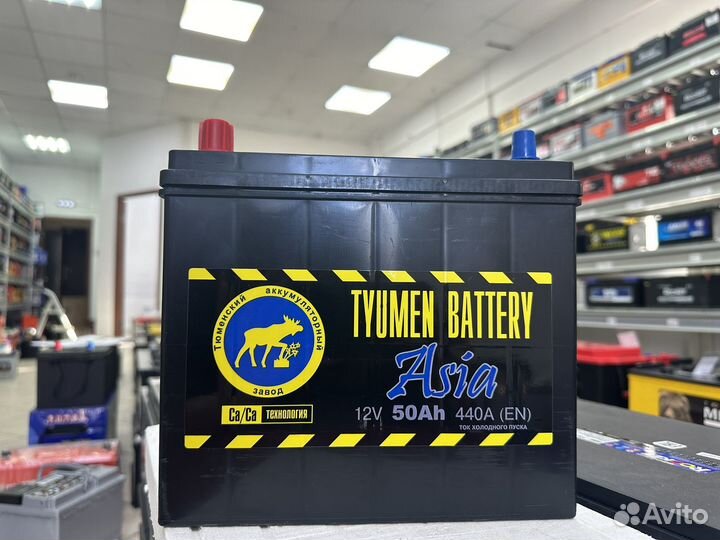 Тюменский аккумуляторный
завод
Ca/Ca технология
TYUMEN BATTERY
Asia
12V 50Ah 440A (EN)
ТОК ХОЛОДНОГО ПУСКА
Avito